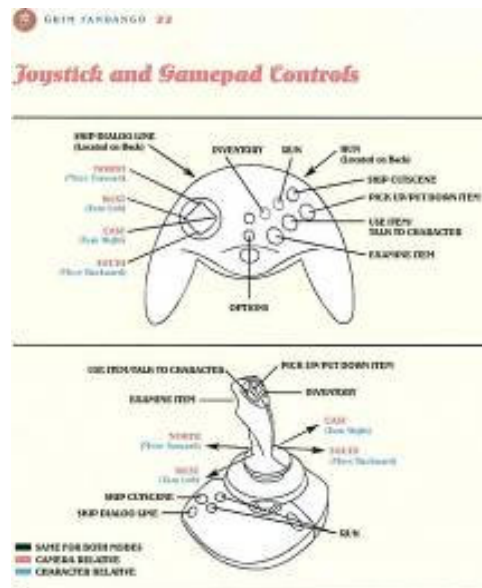 GRIM FANDANGO 22
Joystick and Gamepad Controls
SKIP DIALOG LINE
(Located on Back)
INVENTORY
RUN
RUN
(Located on Back)
NORTH
(Move Forward)
SKIP CUTSCENE
PICK UP/PUT DOWN ITEM
WEST
(Turn Left)
USE ITEM/
TALK TO CHARACTER
EAST
(Turn Right)
EXAMINE ITEM
SOUTH
(Move Backward)
OPTIONS
USE ITEM/TALK TO CHARACTER
PICK UP/PUT DOWN ITEM
EXAMINE ITEM
INVENTORY
EAST
(Turn Right)
NORTH
(Move Forward)
SOUTH
(Move Backward)
WEST
(Turn Left)
SKIP CUTSCENE
SKIP DIALOG LINE
RUN
SAME FOR BOTH MODES
CAMERA RELATIVE
CHARACTER RELATIVE